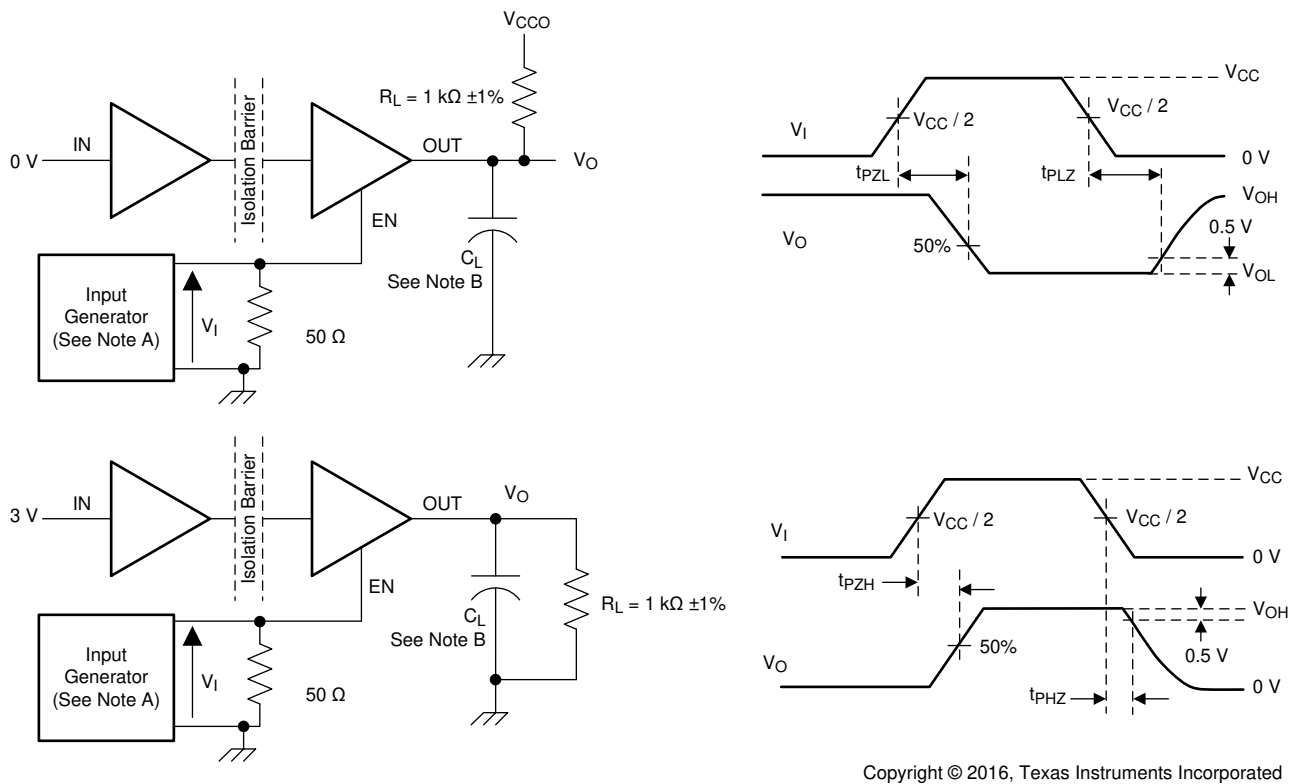 VCCO
RL = 1 kΩ ±1%
0 V
IN
Isolation Barrier
OUT
VO
EN
CL
See Note B
Input
Generator
(See Note A)
VI
50 Ω
VI
VCC / 2
VCC / 2
VCC
0 V
tPZL
tPLZ
VO
50%
VOH
0.5 V
VOL
3 V
IN
Isolation Barrier
OUT
VO
EN
CL
See Note B
RL = 1 kΩ ±1%
Input
Generator
(See Note A)
VI
50 Ω
VI
VCC / 2
VCC / 2
VCC
0 V
tPZH
VO
50%
VOH
0.5 V
tPHZ
0 V
Copyright © 2016, Texas Instruments Incorporated